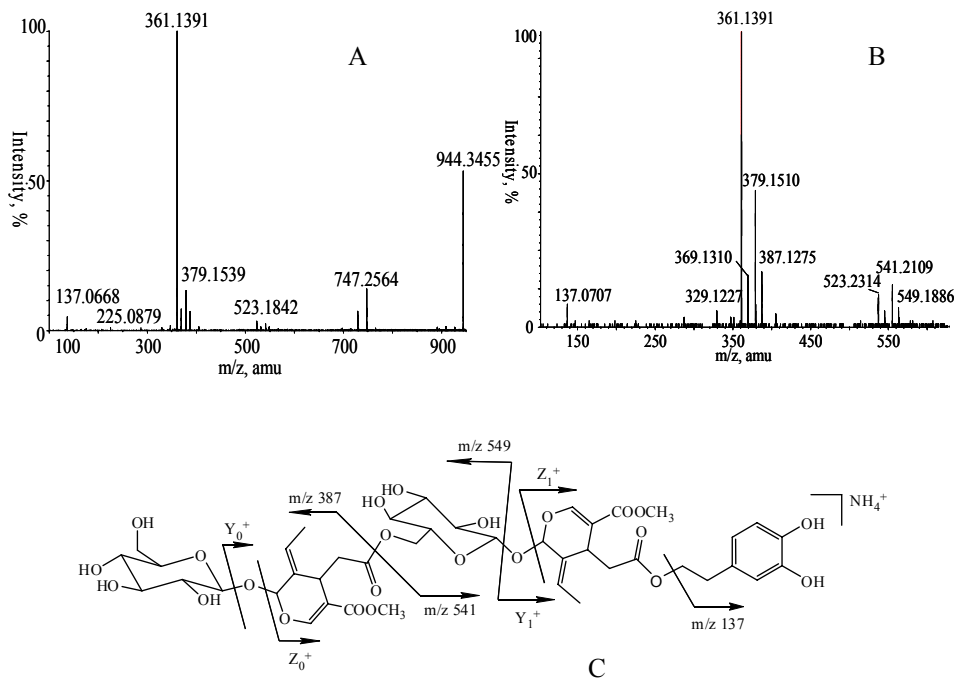 A
100
50
0
Intensity, %
361.1391
944.3455
379.1539
747.2564
523.1842
137.0668
225.0879
100
300
500
700
900
m/z, amu
B
100
50
0
Intensity, %
361.1391
379.1510
369.1310
387.1275
541.2109
523.2314
137.0707
329.1227
549.1886
150
250
350
450
550
m/z, amu
m/z 549
Z1+
m/z 387
HO
HO
OH
O
COOCH3
NH4+
OH
Y0+
O
O
O
O
O
OH
HO
HO
OH
O
O
O
O
OH
O
COOCH3
m/z 541
Y1+
m/z 137
Z0+
C